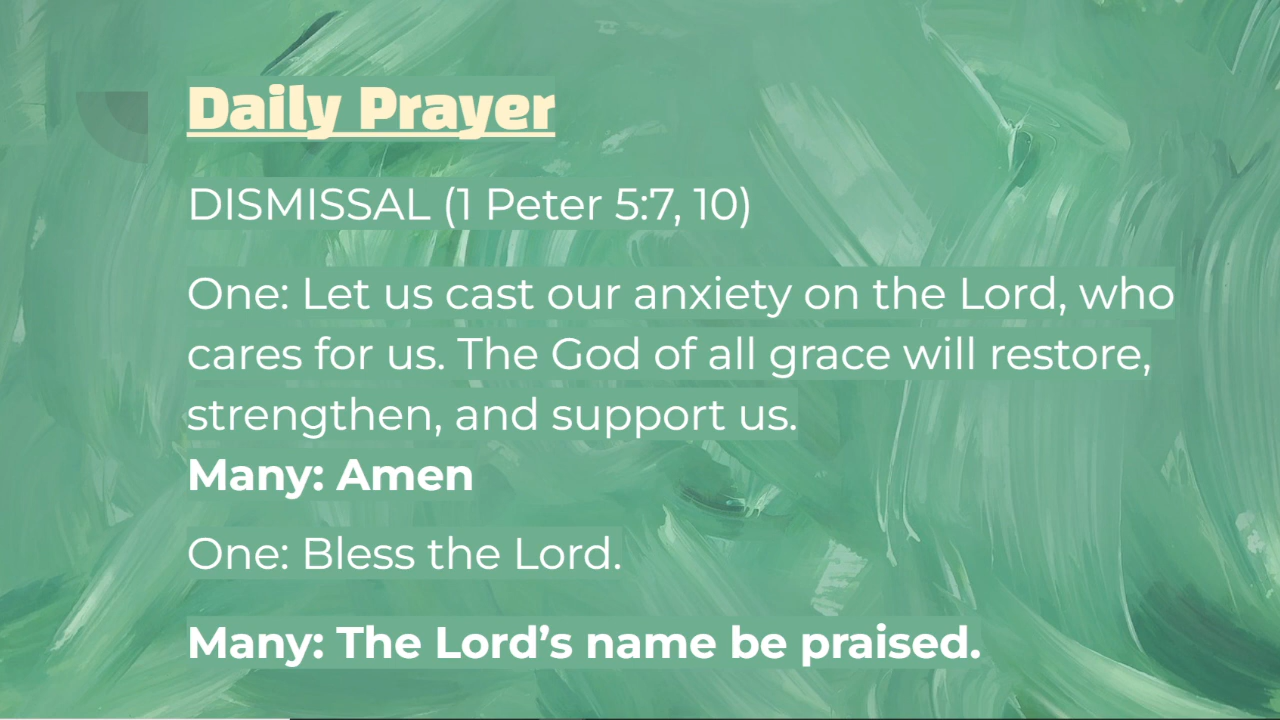 Daily Prayer
DISMISSAL (1 Peter 5:7, 10)
One: Let us cast our anxiety on the Lord, who
cares for us. The God of all grace will restore,
strengthen, and support us.
Many: Amen
One: Bless the Lord.
Many: The Lord’s name be praised.